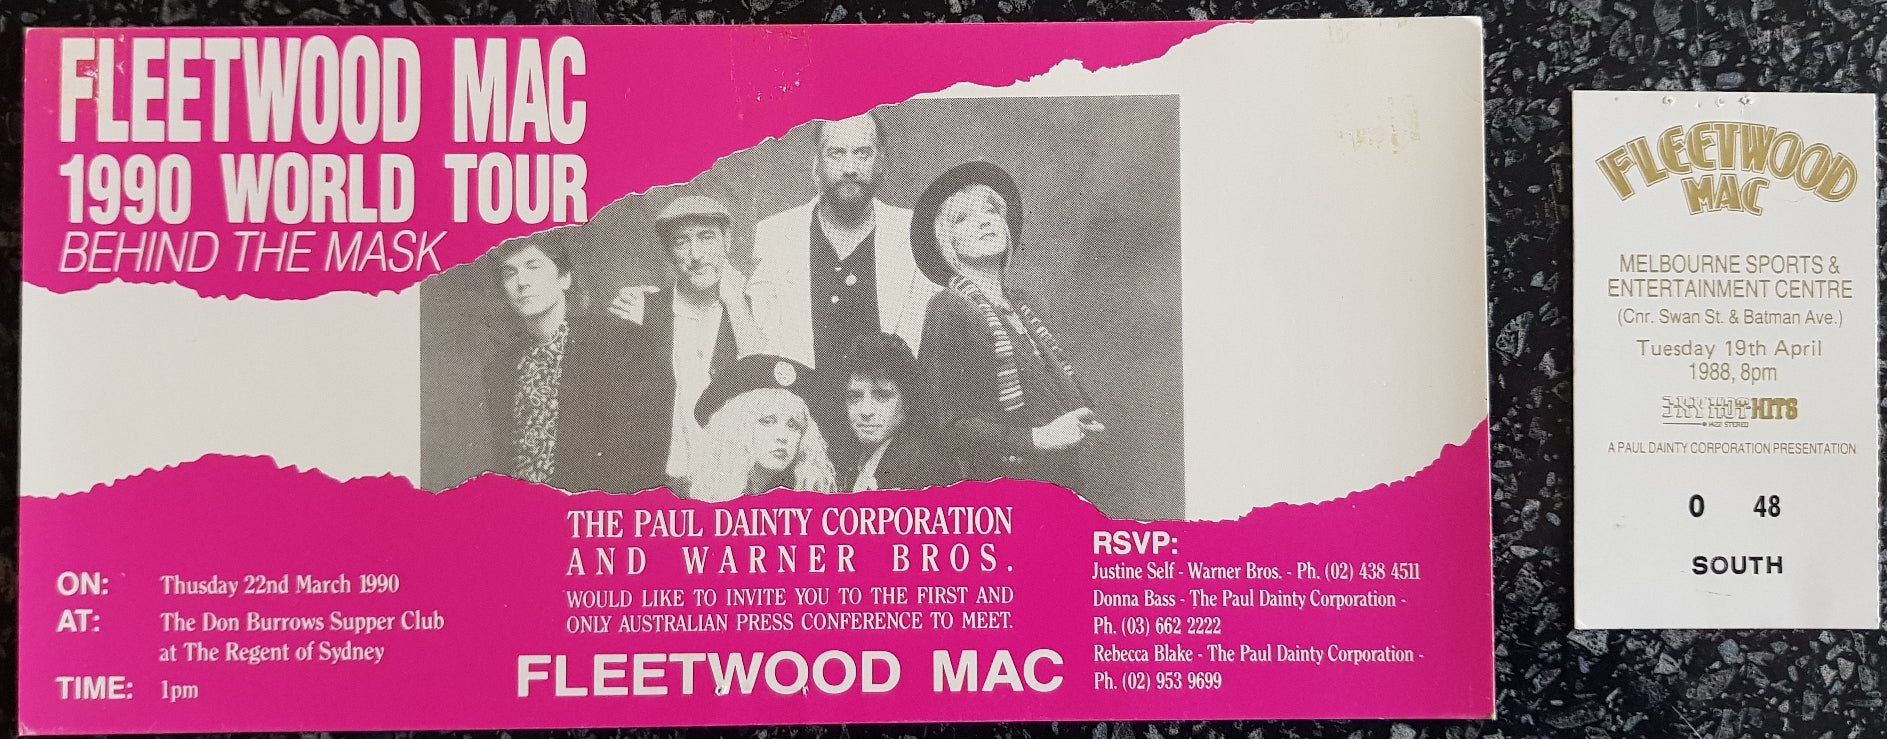 FLEETWOOD MAC
1990 WORLD TOUR
BEHIND THE MASK
THE PAUL DAINTY CORPORATION
AND WARNER BROS.
WOULD LIKE TO INVITE YOU TO THE FIRST AND
ONLY AUSTRALIAN PRESS CONFERENCE TO MEET.
FLEETWOOD MAC
ON: Thusday 22nd March 1990
AT: The Don Burrows Supper Club
at The Regent of Sydney
TIME: 1pm
RSVP:
Justine Self - Warner Bros. - Ph. (02) 438 4511
Donna Bass - The Paul Dainty Corporation -
Ph. (03) 662 2222
Rebecca Blake - The Paul Dainty Corporation -
Ph. (02) 953 9699
FLEETWOOD
MAC
MELBOURNE SPORTS &
ENTERTAINMENT CENTRE
(Cnr. Swan St. & Batman Ave.)
Tuesday 19th April
1988, 8pm
HITS
STEREO
A PAUL DAINTY CORPORATION PRESENTATION
O 48
SOUTH